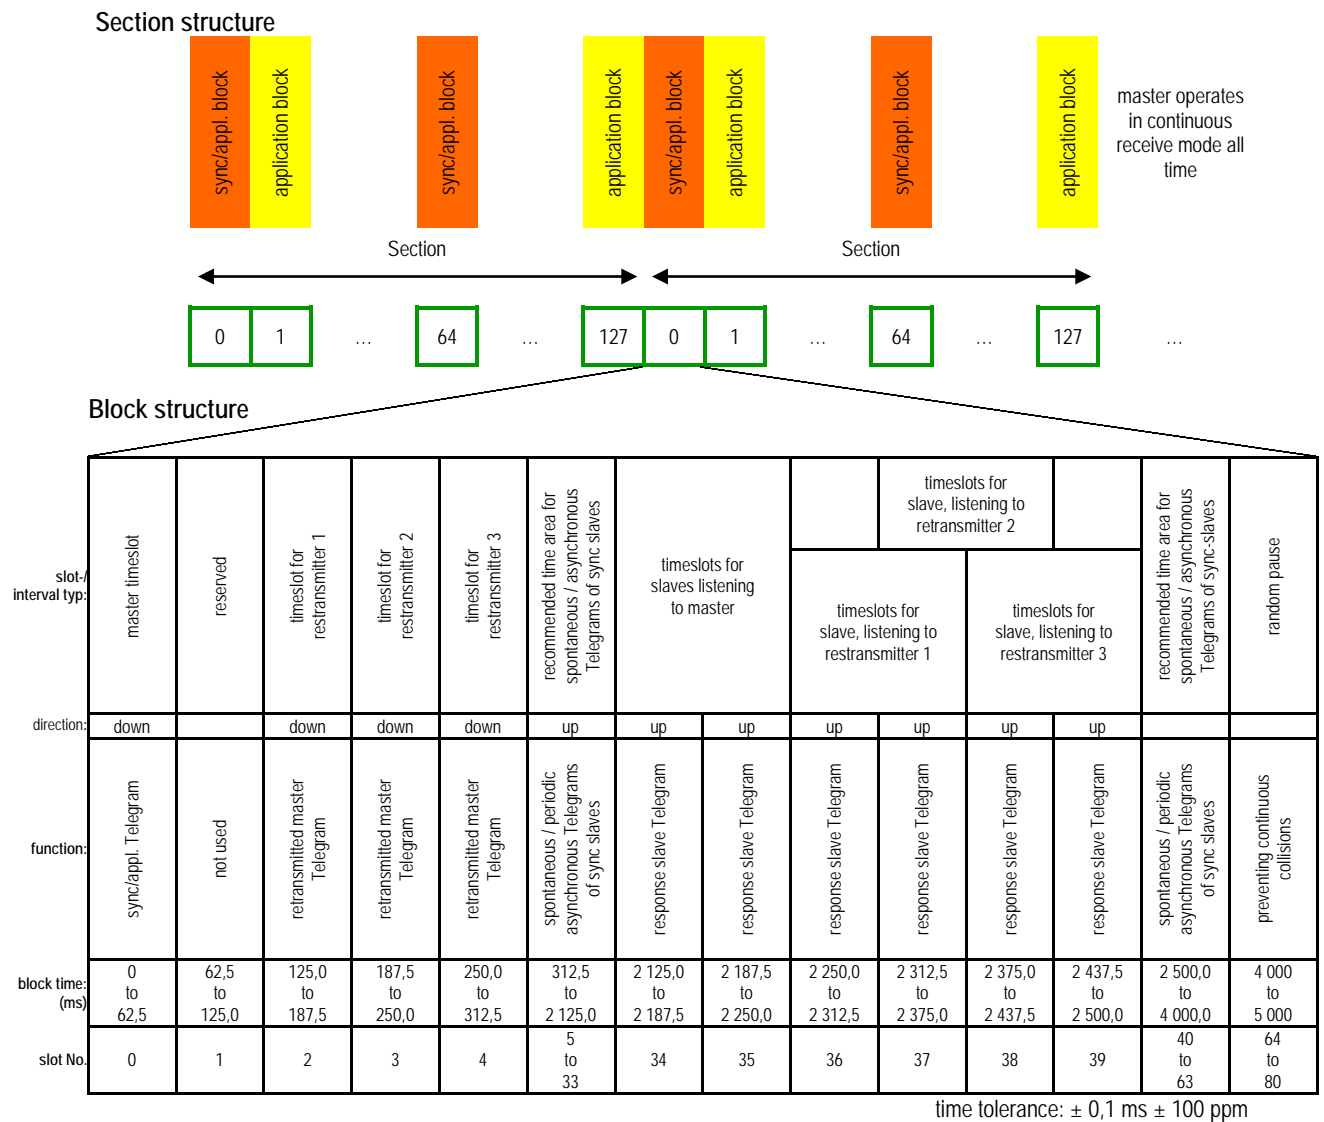 Section structure
sync/appl. block
application block
sync/appl. block
application block
sync/appl. block
application block
sync/appl. block
application block
master operates
in continuous
receive mode all
time
Section
Section
0
1
...
64
...
127
0
1
...
64
...
127
...
Block structure
slot-/
interval typ:
master timeslot
reserved
timeslot for
restransmitter 1
timeslot for
restransmitter 2
timeslot for
restransmitter 3
recommended time area for
spontaneous / asynchronous
Telegrams of sync slaves
timeslots for
slaves listening
to master
timeslots for
slave, listening to
retransmitter 2
timeslots for
slave, listening to
restransmitter 1
timeslots for
slave, listening to
restransmitter 3
recommended time area for
spontaneous / asynchronous
Telegrams of sync-slaves
random pause
direction:
down
down
down
down
up
up
up
up
up
up
up
function:
sync/appl. Telegram
not used
retransmitted master
Telegram
retransmitted master
Telegram
retransmitted master
Telegram
spontaneous / periodic
asynchronous Telegrams
of sync slaves
response slave Telegram
response slave Telegram
response slave Telegram
response slave Telegram
response slave Telegram
response slave Telegram
spontaneous / periodic
asynchronous Telegrams
of sync slaves
preventing continuous
collisions
block time:
(ms)
0
to
62,5
62,5
to
125,0
125,0
to
187,5
187,5
to
250,0
250,0
to
312,5
312,5
to
2 125,0
2 125,0
to
2 187,5
2 187,5
to
2 250,0
2 250,0
to
2 312,5
2 312,5
to
2 375,0
2 375,0
to
2 437,5
2 437,5
to
2 500,0
2 500,0
to
4 000,0
4 000
to
5 000
slot No.
0
1
2
3
4
5
to
33
34
35
36
37
38
39
40
to
63
64
to
80
time tolerance: ± 0,1 ms ± 100 ppm